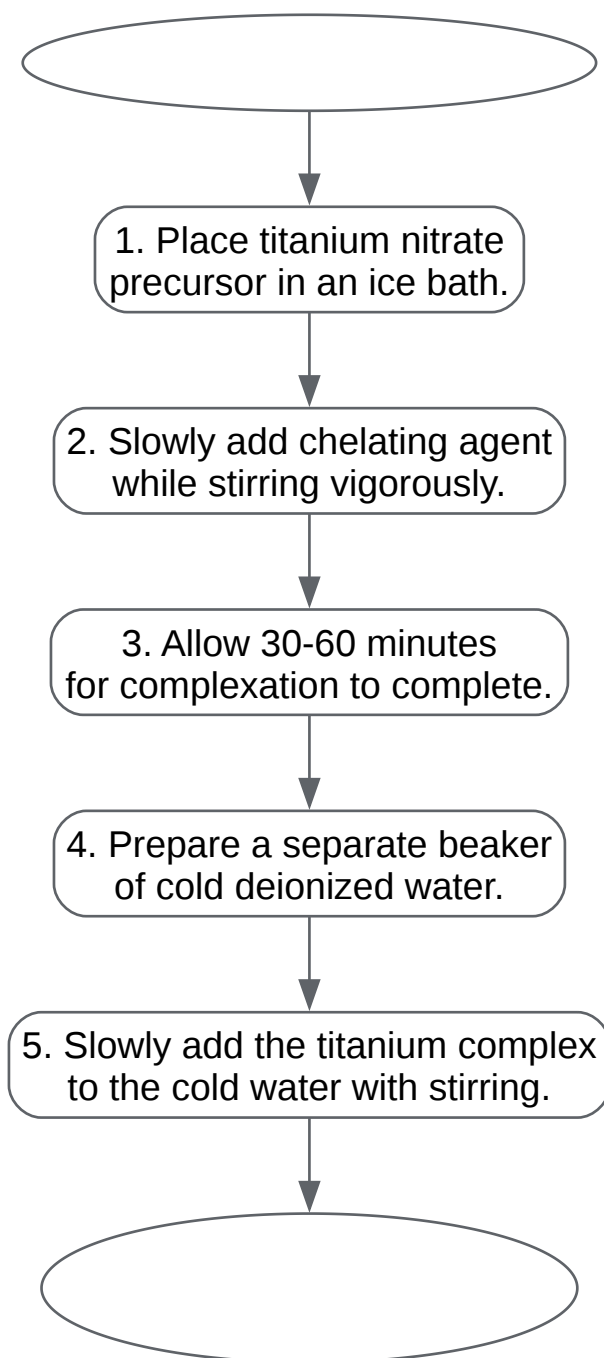 1. Place titanium nitrate
precursor in an ice bath.
2. Slowly add chelating agent
while stirring vigorously.
3. Allow 30-60 minutes
for complexation to complete.
4. Prepare a separate beaker
of cold deionized water.
5. Slowly add the titanium complex
to the cold water with stirring.